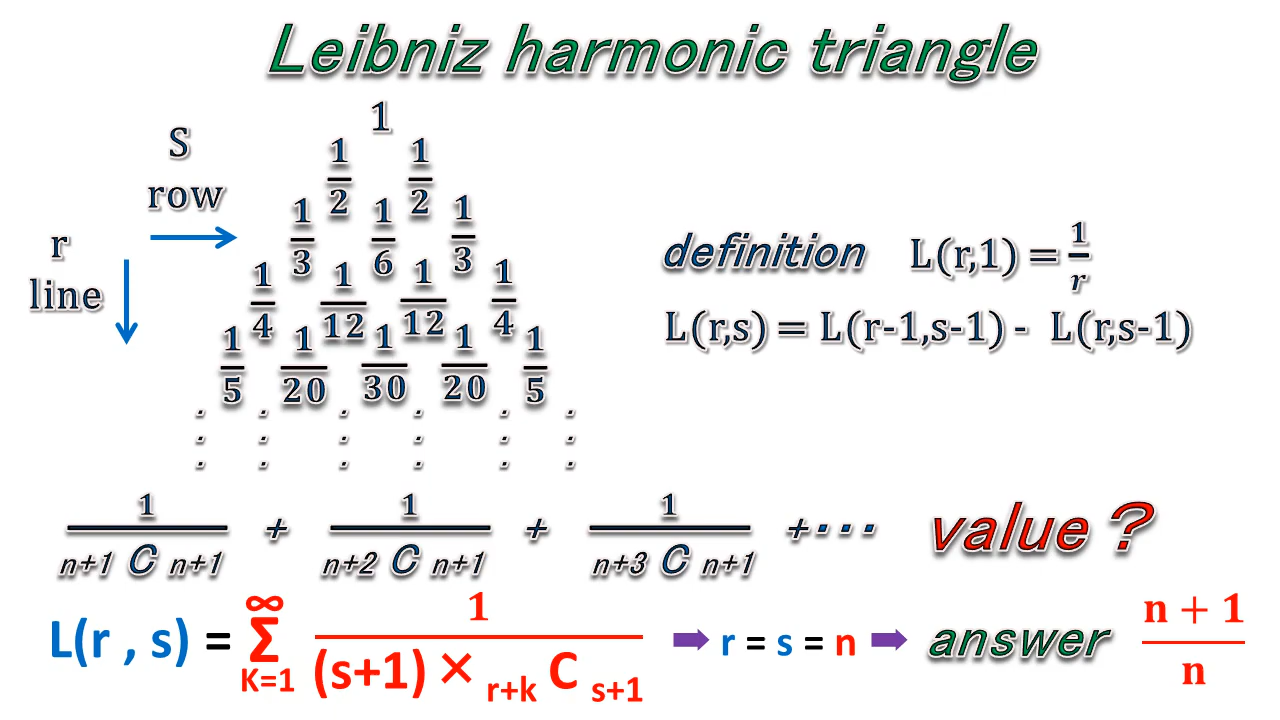 Leibniz harmonic triangle
S
row
r
line
1
1/2 1/2
1/3 1/6 1/3
1/4 1/12 1/12 1/4
1/5 1/20 1/30 1/20 1/5
. . . . . .
. . . . . .
. . . . . .
definition L(r,1) = 1/r
L(r,s) = L(r-1,s-1) - L(r,s-1)
1/(n+1 C n+1) + 1/(n+2 C n+1) + 1/(n+3 C n+1) +··· value ?
L(r , s) = ∞ Σ K=1 1/((s+1) × r+k C s+1) ➡ r = s = n ➡ answer (n + 1)/n